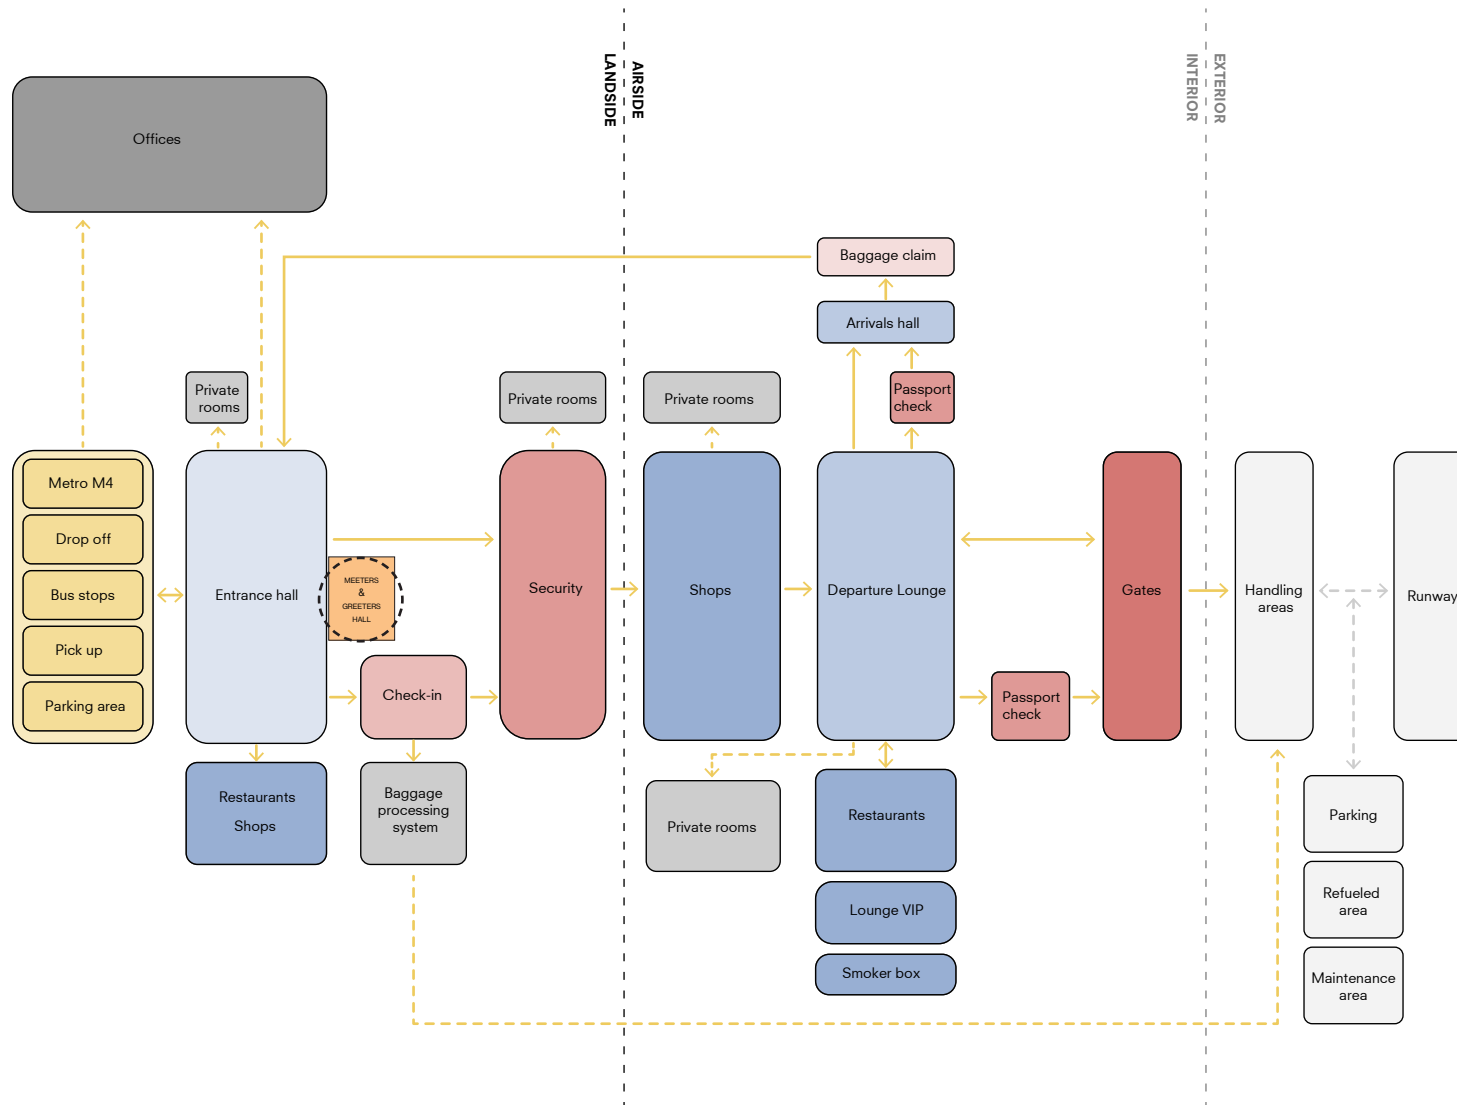 LANDSIDE
AIRSIDE
INTERIOR
EXTERIOR
Offices
Baggage claim
Arrivals hall
Private
rooms
Private rooms
Private rooms
Passport
check
Metro M4
Drop off
Bus stops
Pick up
Parking area
Entrance hall
MEETERS
&
GREETERS
HALL
Check-in
Security
Shops
Departure Lounge
Passport
check
Gates
Handling
areas
Runway
Restaurants
Shops
Baggage
processing
system
Private rooms
Restaurants
Lounge VIP
Smoker box
Parking
Refueled
area
Maintenance
area